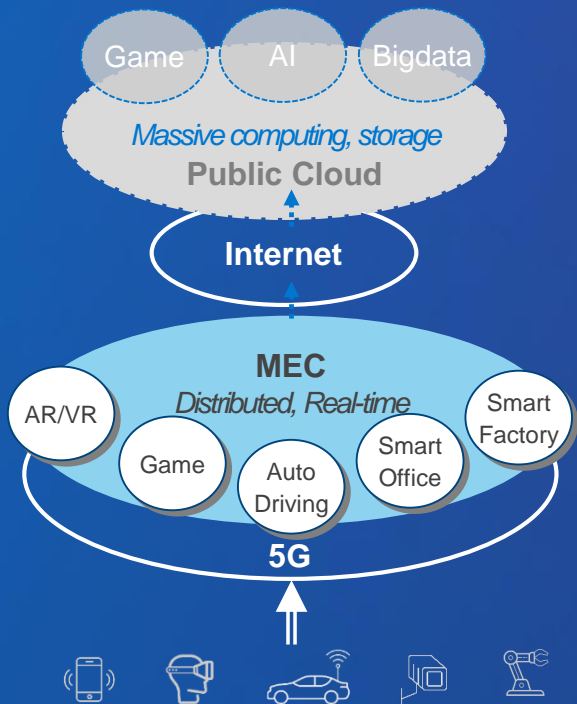 Game
AI
Bigdata
Massive computing, storage
Public Cloud
Internet
MEC
Distributed, Real-time
AR/VR
Game
Auto
Driving
Smart
Office
Smart
Factory
5G